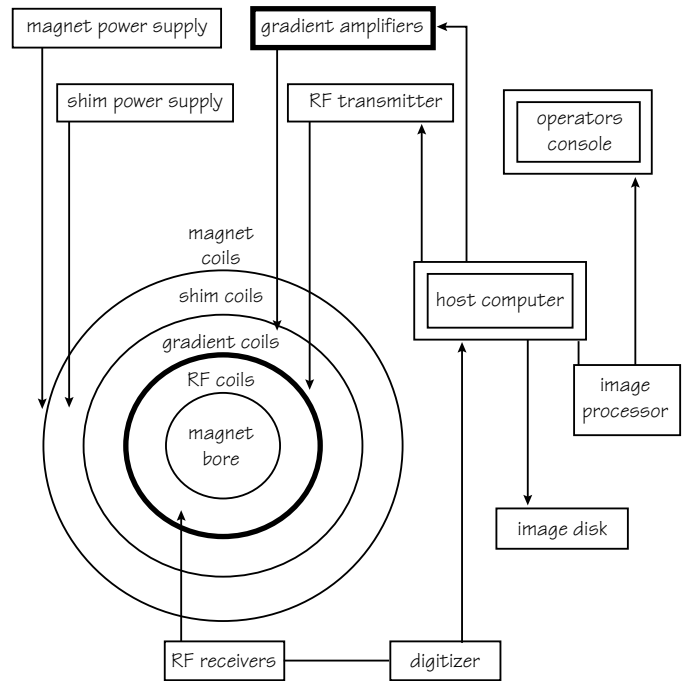 magnet power supply
gradient amplifiers
shim power supply
RF transmitter
operators
console
magnet
coils
shim coils
host computer
gradient coils
RF coils
image
processor
magnet
bore
image disk
RF receivers
digitizer